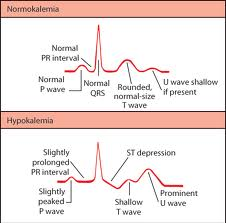 Normokalemia
Normal
PR interval
Normal
P wave
Normal
QRS
Rounded,
normal-size
T wave
U wave shallow
if present
Hypokalemia
Slightly
prolonged
PR interval
Slightly
peaked
P wave
ST depression
Shallow
T wave
Prominent
U wave